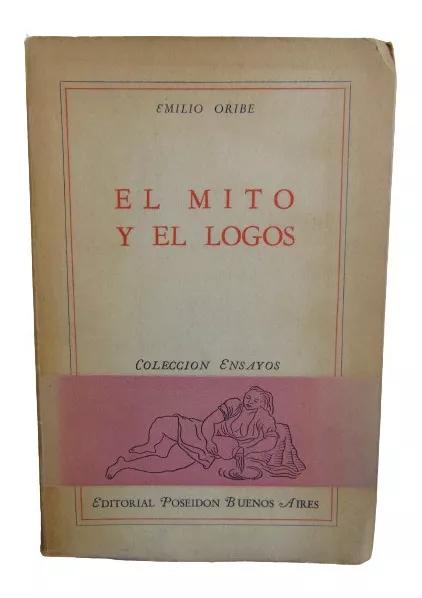 EMILIO ORIBE
EL MITO
Y EL LOGOS
COLECCION ENSAYOS
EDITORIAL POSEIDON BUENOS AIRES